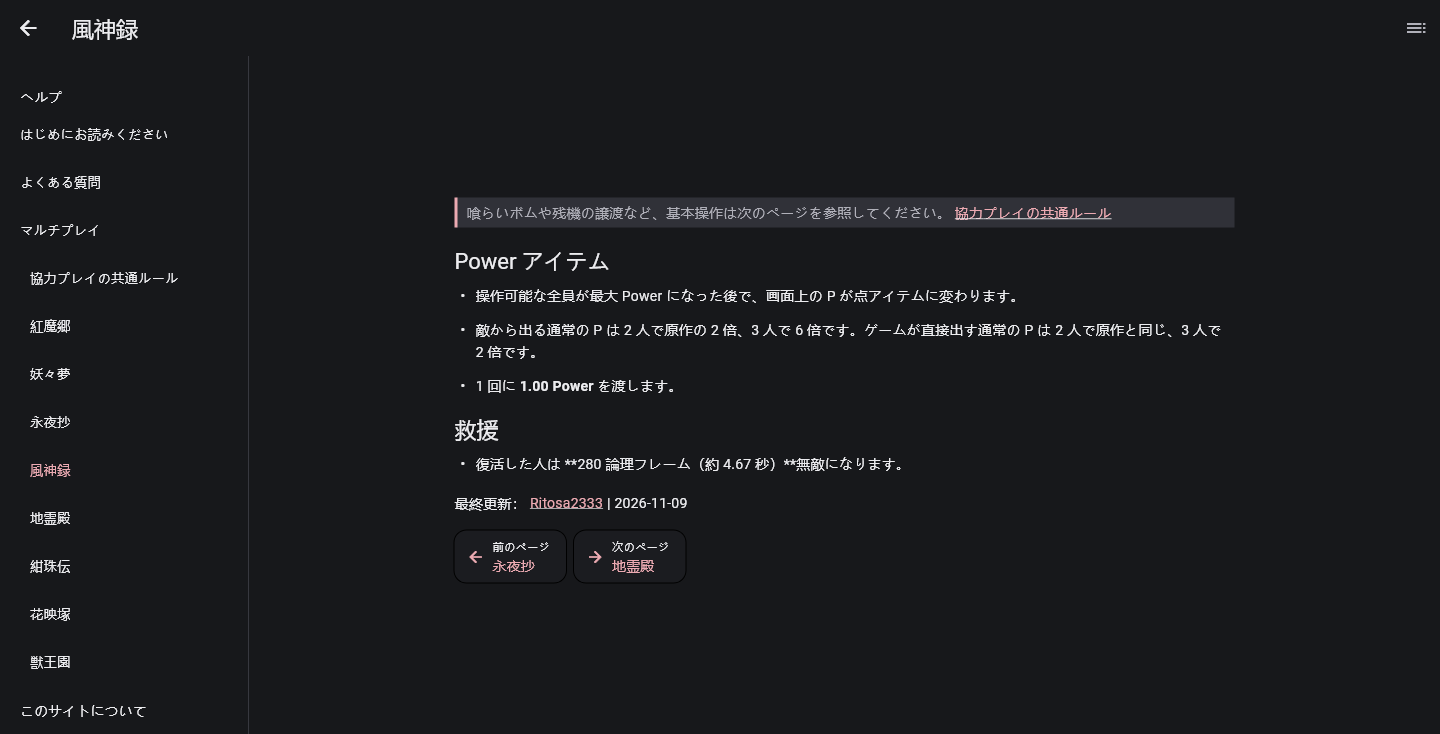 風神録
ヘルプ
はじめにお読みください
よくある質問
マルチプレイ
協力プレイの共通ルール
紅魔郷
妖々夢
永夜抄
風神録
地霊殿
紺珠伝
花映塚
獣王園
このサイトについて
喰らいボムや残機の譲渡など、基本操作は次のページを参照してください。 協力プレイの共通ルール
Power アイテム
• 操作可能な全員が最大 Power になった後で、画面上の P が点アイテムに変わります。
• 敵から出る通常の P は 2 人で原作の 2 倍、3 人で 6 倍です。ゲームが直接出す通常の P は 2 人で原作と同じ、3 人で
2 倍です。
• 1 回に 1.00 Power を渡します。
救援
• 復活した人は **280 論理フレーム（約 4.67 秒）**無敵になります。
最終更新： Ritosa2333 | 2026-11-09
前のページ
永夜抄
次のページ
地霊殿